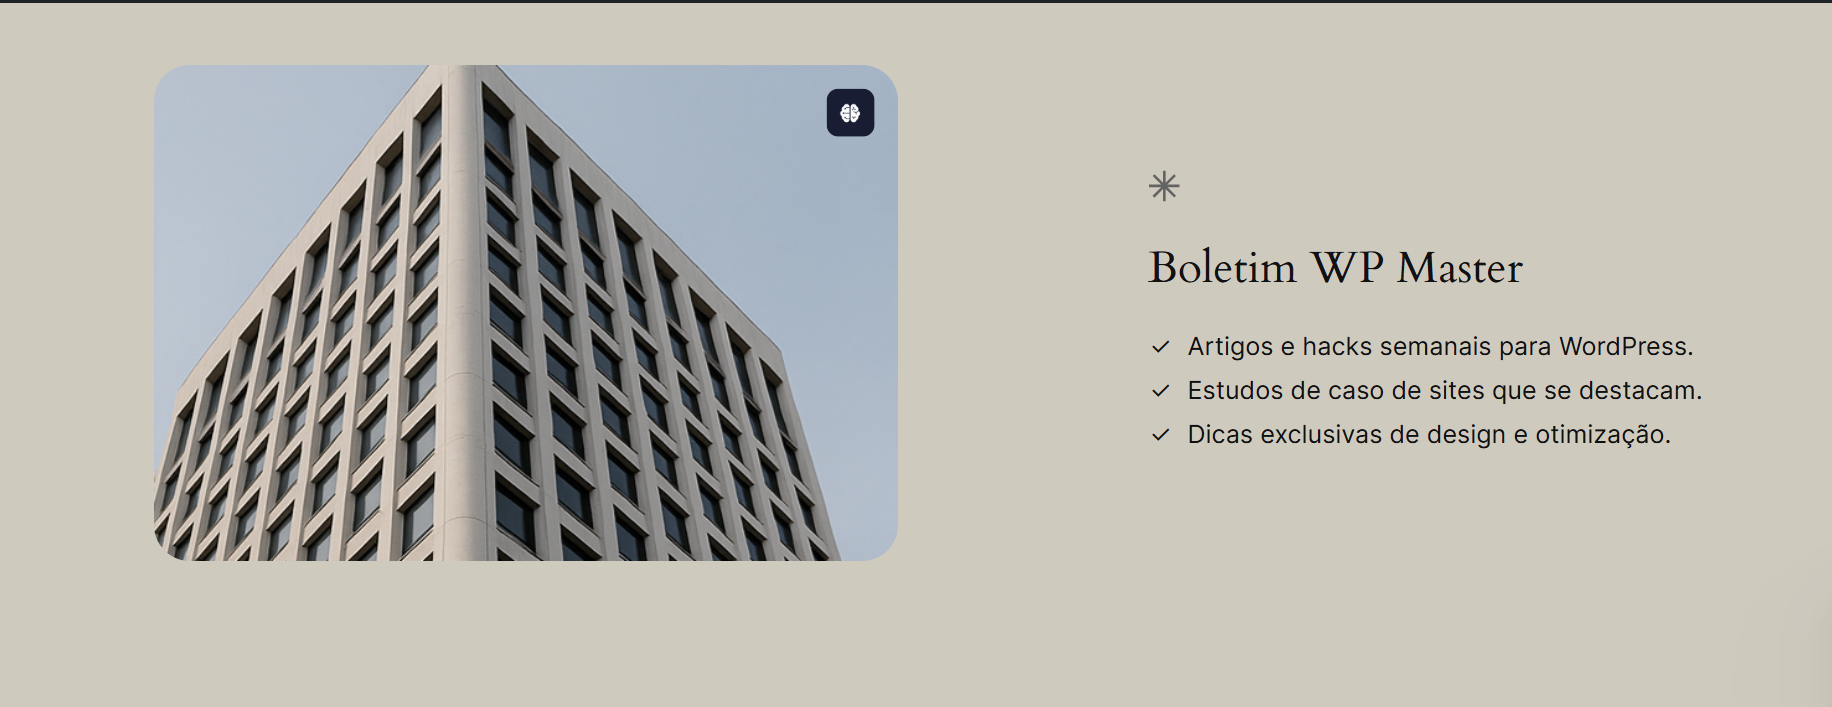 Boletim WP Master
Artigos e hacks semanais para WordPress.
Estudos de caso de sites que se destacam.
Dicas exclusivas de design e otimização.